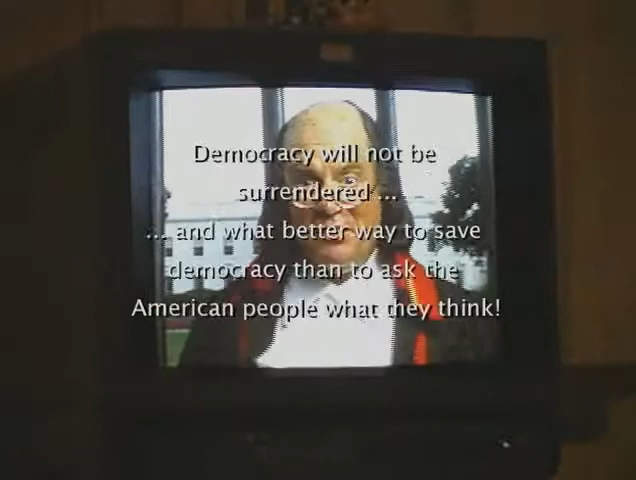 Democracy will not be
surrendered ...
... and what better way to save
democracy than to ask the
American people what they think!